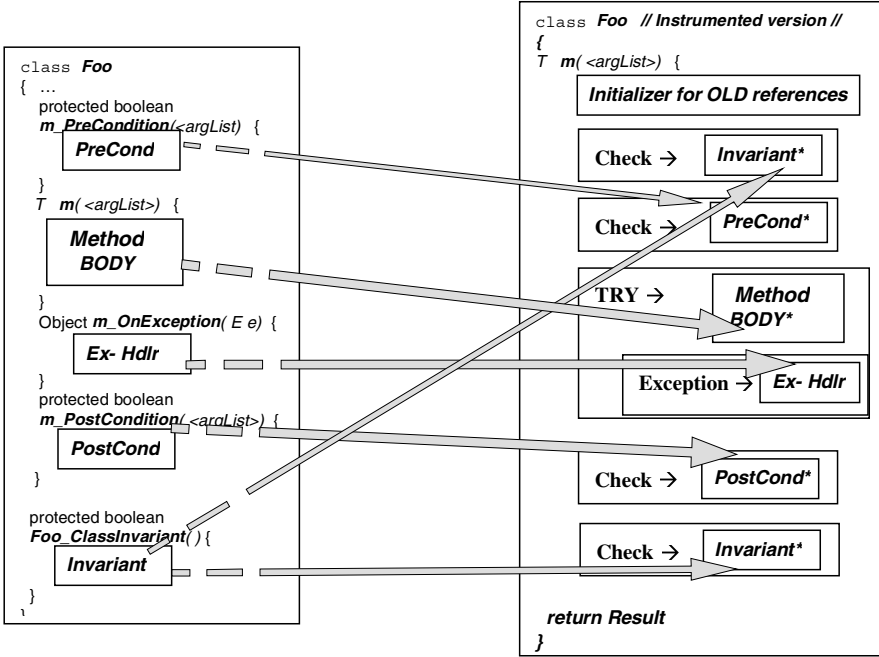 class Foo
{ ...
protected boolean
m_PreCondition(<argList) {
PreCond
}
T m( <argList>) {
Method
BODY
}
Object m_OnException( E e) {
Ex- Hdlr
}
protected boolean
m_PostCondition( <argList>) {
PostCond
}
protected boolean
Foo_ClassInvariant( ) {
Invariant
}
}
class Foo // Instrumented version //
{
T m( <argList>) {
Initializer for OLD references
Check → Invariant*
Check → PreCond*
TRY → Method
BODY*
Exception → Ex- Hdlr
Check → PostCond*
Check → Invariant*
return Result
}